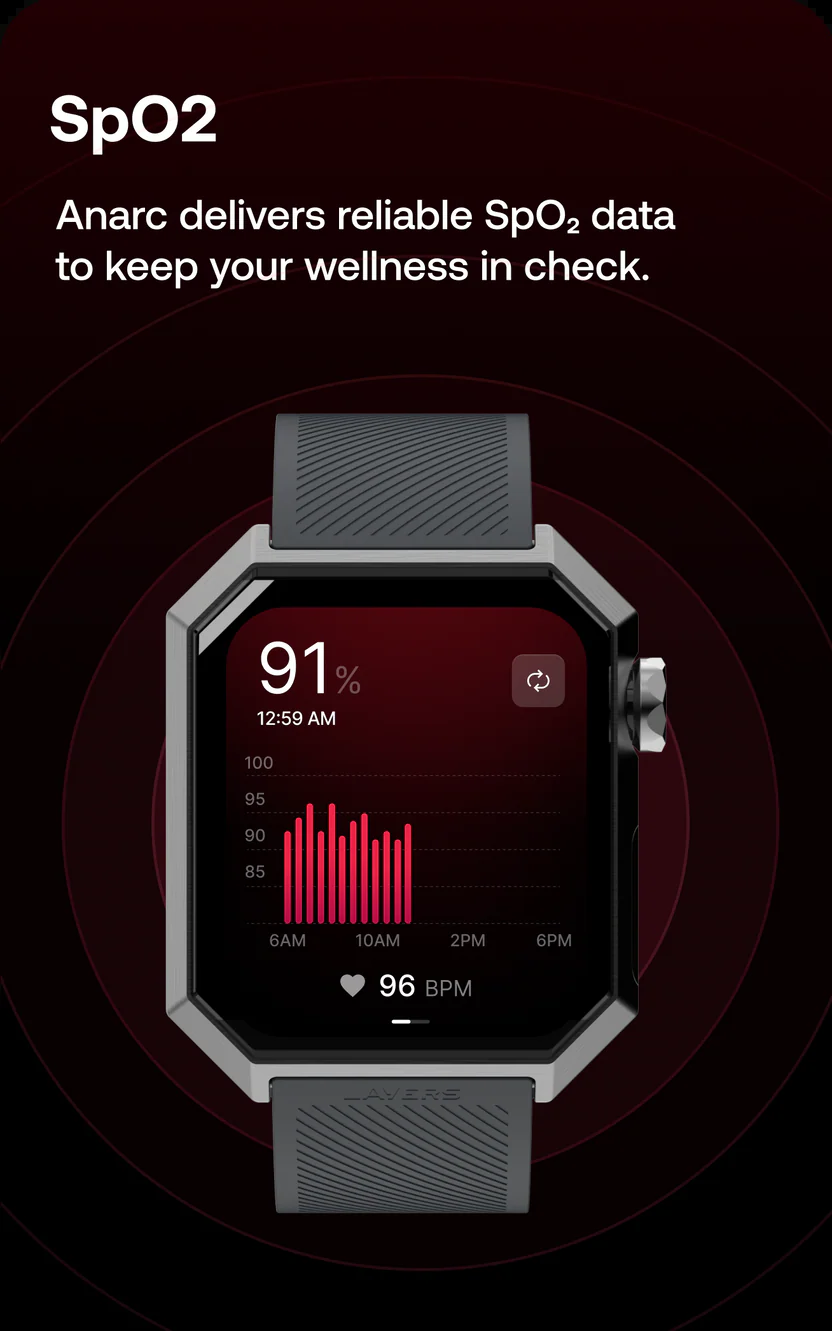 SpO2
Anarc delivers reliable SpO₂ data
to keep your wellness in check.
91%
12:59 AM
100
95
90
85
6AM 10AM 2PM 6PM
96 BPM
LAYERS